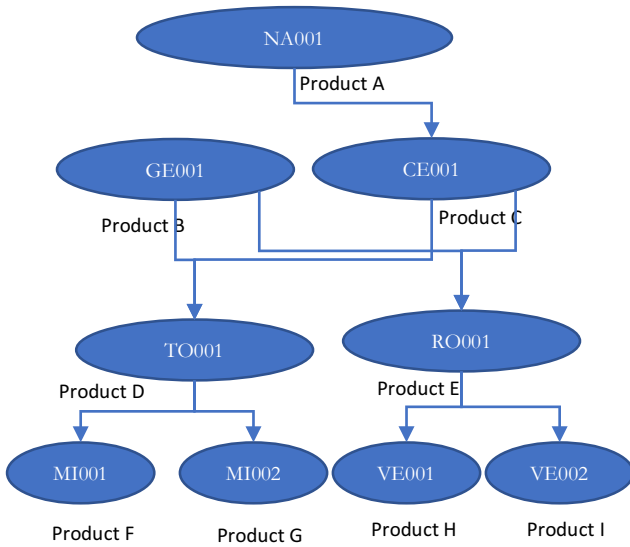 NA001
Product A
GE001
CE001
Product B
Product C
TO001
RO001
Product D
Product E
MI001
MI002
VE001
VE002
Product F
Product G
Product H
Product I